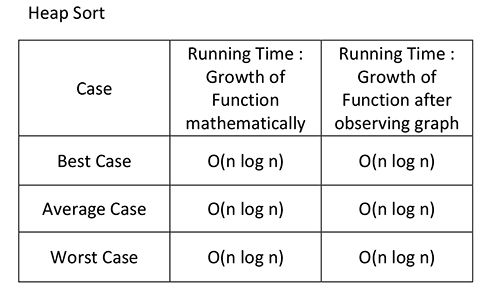 Heap Sort
Case
Running Time :
Growth of
Function
mathematically
Running Time :
Growth of
Function after
observing graph
Best Case
O(n log n)
O(n log n)
Average Case
O(n log n)
O(n log n)
Worst Case
O(n log n)
O(n log n)